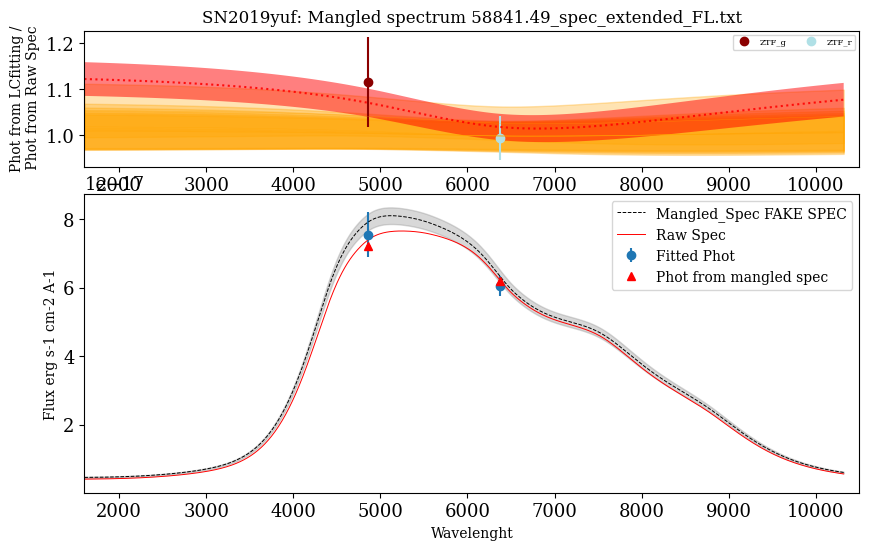 SN2019yuf: Mangled spectrum 58841.49_spec_extended_FL.txt
Phot from LCfitting /
Phot from Raw Spec
1.2
1.1
1.0
ZTF_g
ZTF_r
2000 3000 4000 5000 6000 7000 8000 9000 10000
1e−17
Flux erg s-1 cm-2 A-1
8
6
4
2
Mangled_Spec FAKE SPEC
Raw Spec
Fitted Phot
Phot from mangled spec
2000 3000 4000 5000 6000 7000 8000 9000 10000
Wavelenght